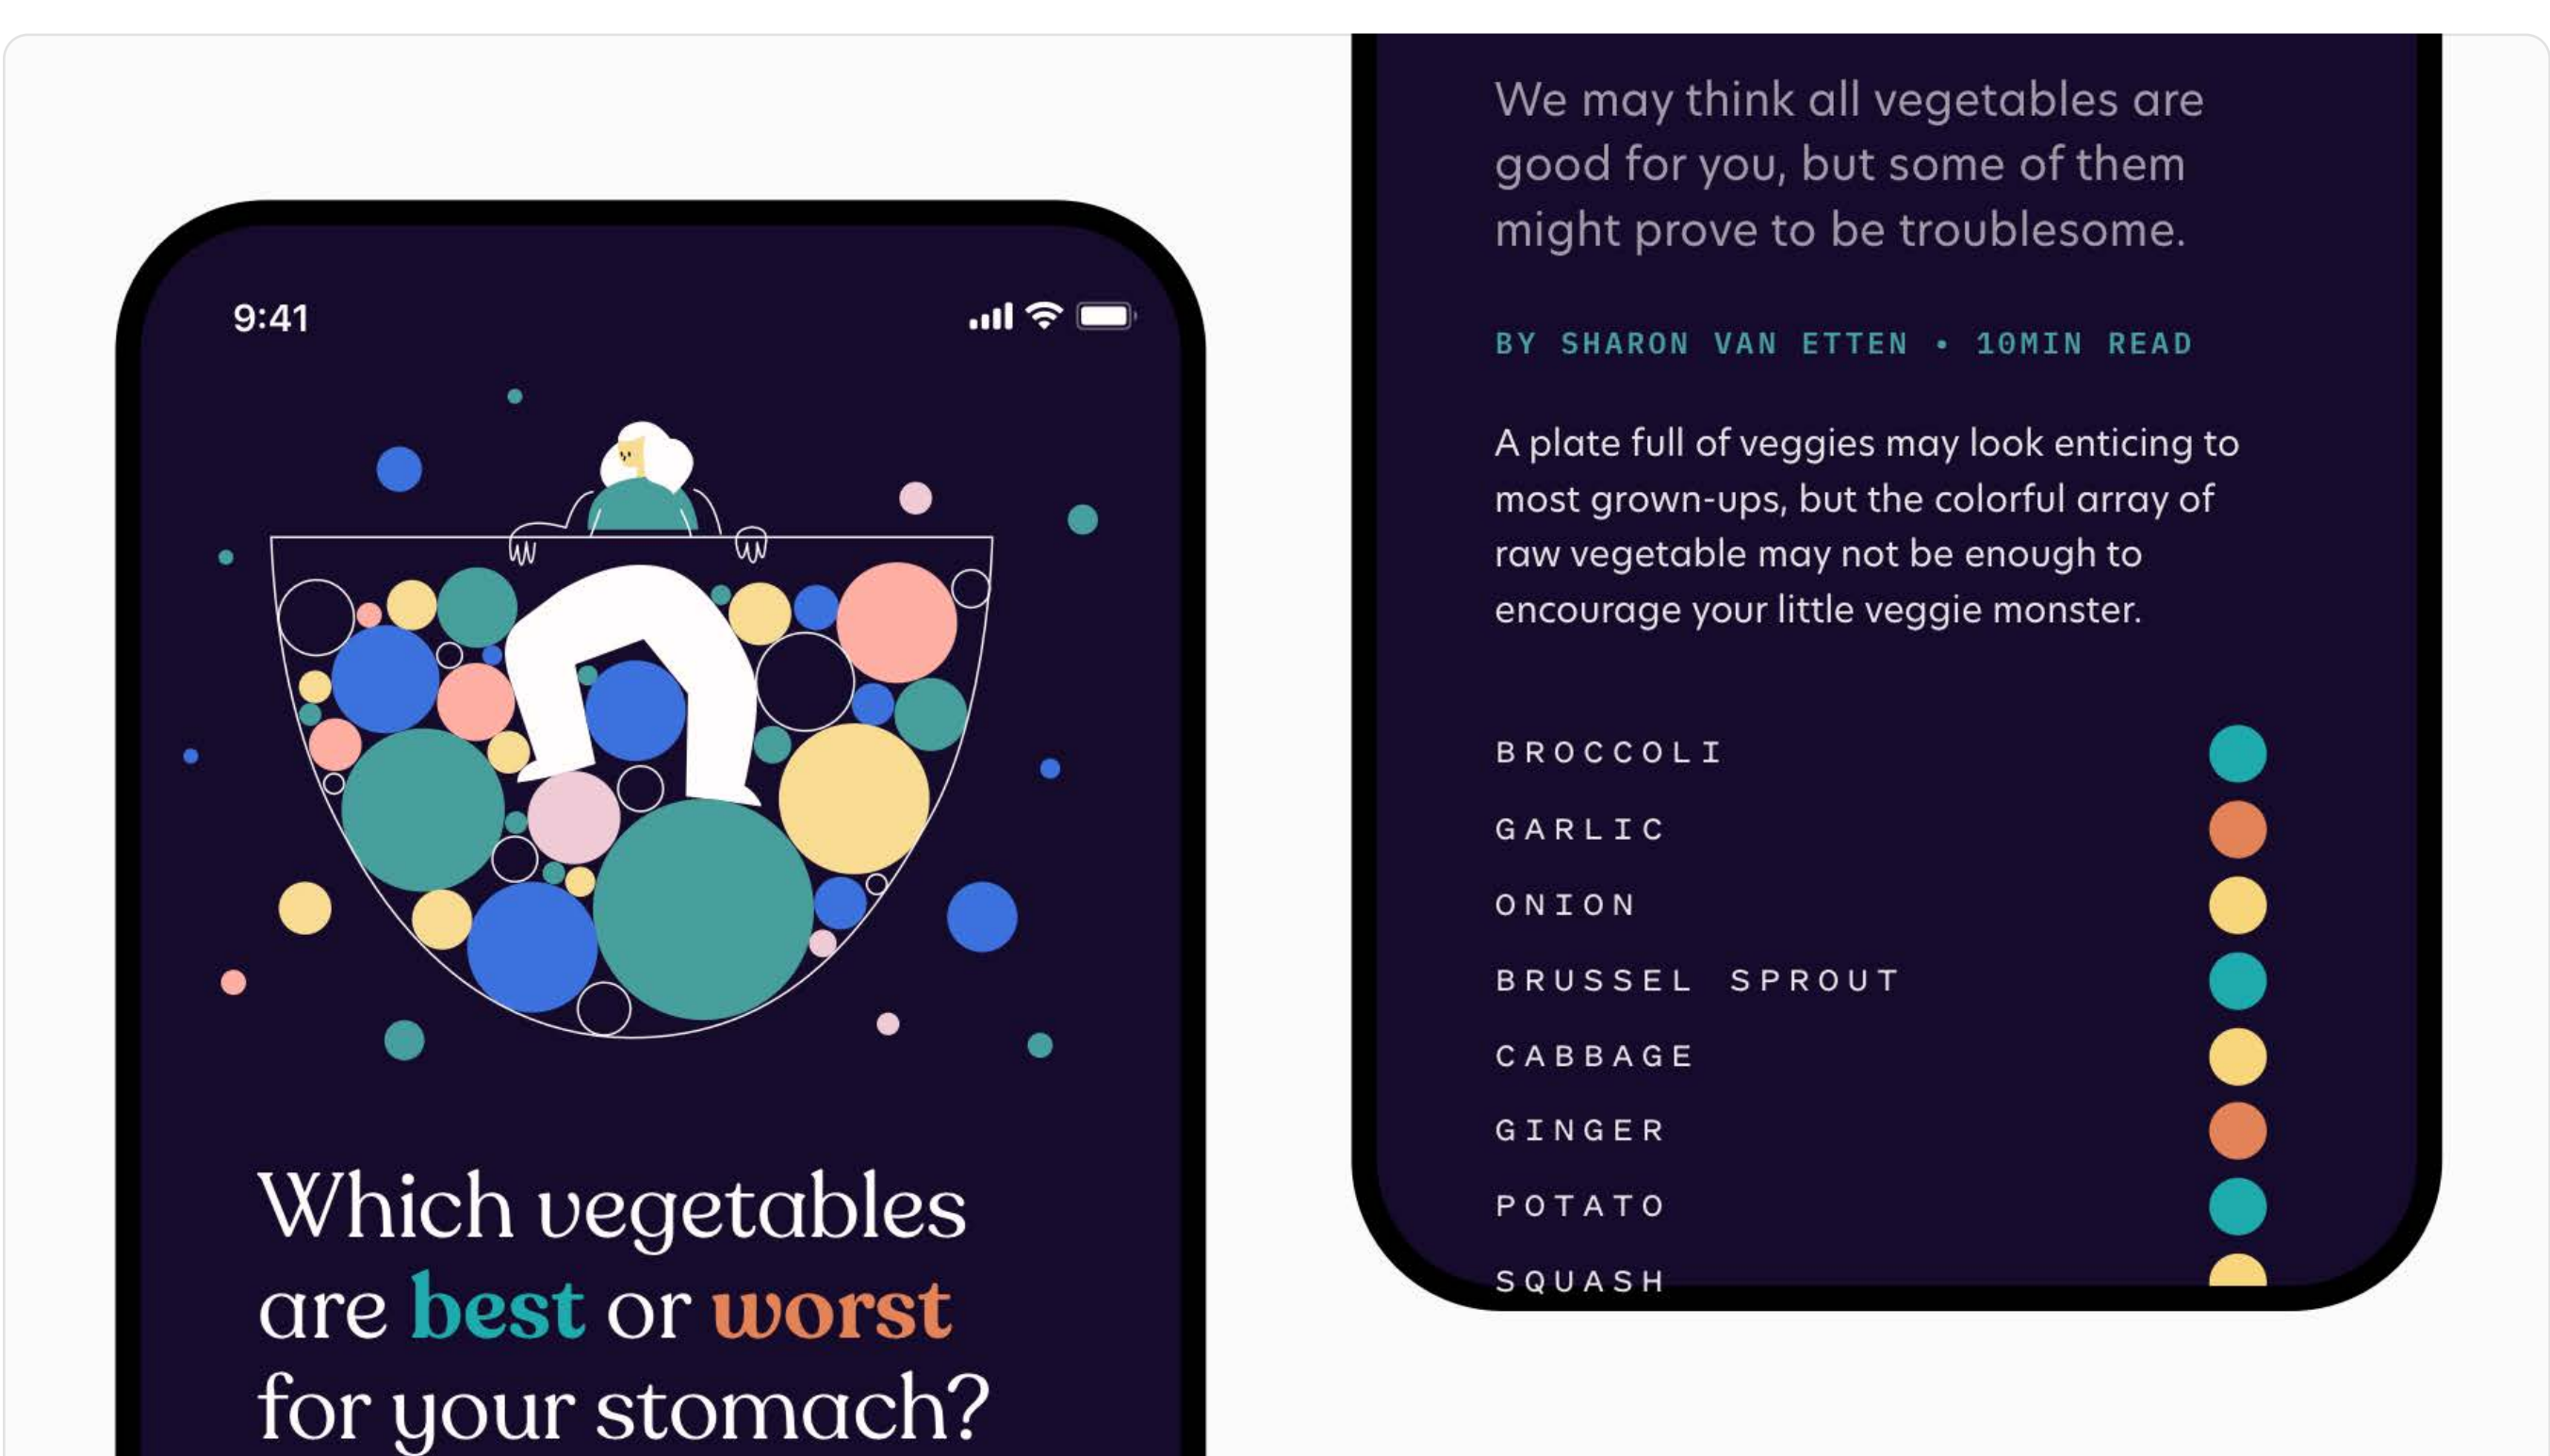 9:41
Which vegetables
are best or worst
for your stomach?
We may think all vegetables are
good for you, but some of them
might prove to be troublesome.
BY SHARON VAN ETTEN • 10MIN READ
A plate full of veggies may look enticing to
most grown-ups, but the colorful array of
raw vegetable may not be enough to
encourage your little veggie monster.
BROCCOLI
GARLIC
ONION
BRUSSEL SPROUT
CABBAGE
GINGER
POTATO
SQUASH